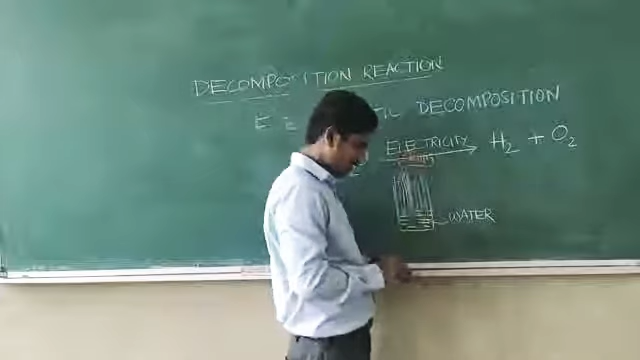 DECOMPOSITION REACTION
E DECOMPOSITION
ELECTRICITY
H₂ + O₂
WATER